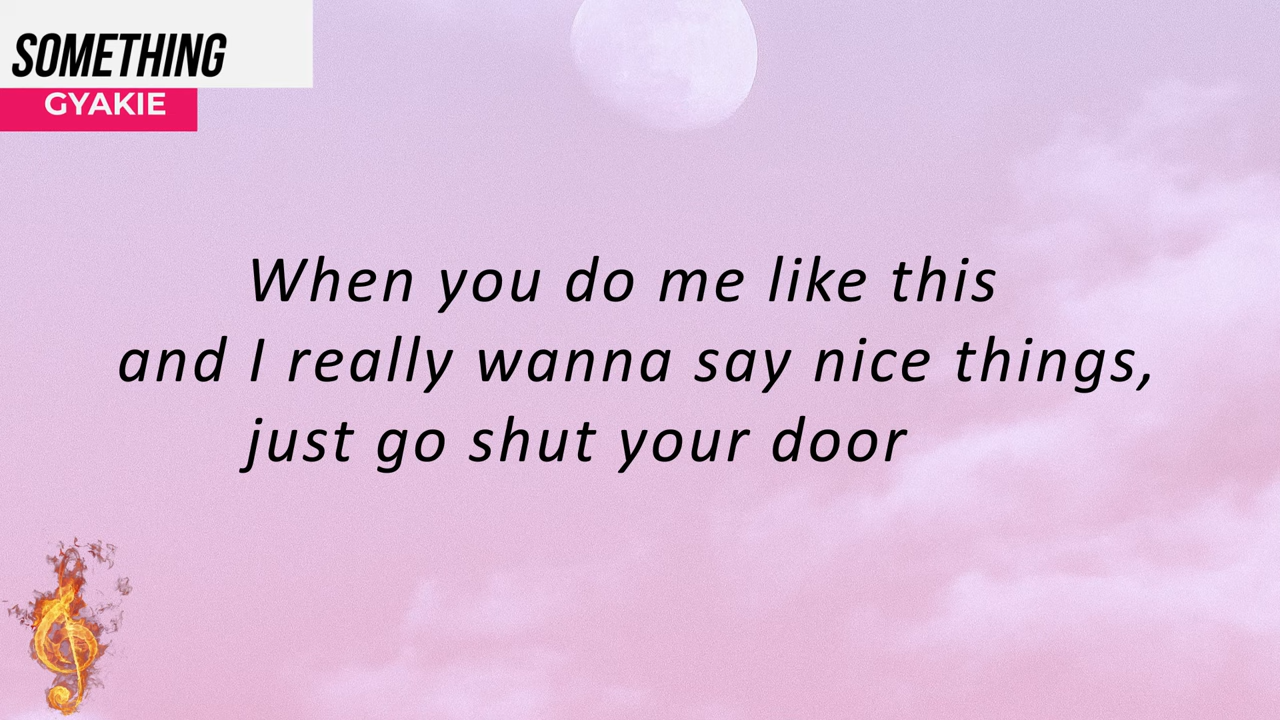 SOMETHING
GYAKIE
When you do me like this
and I really wanna say nice things,
just go shut your door